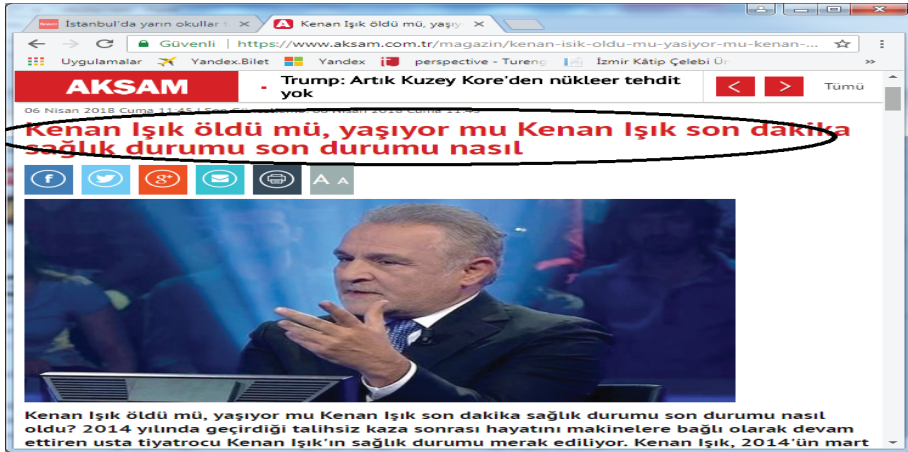 İstanbul'da yarın okullar t
Kenan Işık öldü mü, yaşıy
Güvenli | https://www.aksam.com.tr/magazin/kenan-isik-oldu-mu-yasiyor-mu-kenan-...
Uygulamalar Yandex.Bilet Yandex perspective - Tureng İzmir Kâtip Çelebi Ür »
AKSAM
Trump: Artık Kuzey Kore'den nükleer tehdit
yok
< > Tümü
06 Nisan 2018 Cuma 11:45 |
Kenan Işık öldü mü, yaşıyor mu Kenan Işık son dakika
sağlık durumu son durumu nasıl
f g+ A A
Kenan Işık öldü mü, yaşıyor mu Kenan Işık son dakika sağlık durumu son durumu nasıl
oldu? 2014 yılında geçirdiği talihsiz kaza sonrası hayatını makinelere bağlı olarak devam
ettiren usta tiyatrocu Kenan Işık'ın sağlık durumu merak ediliyor. Kenan Işık, 2014'ün mart